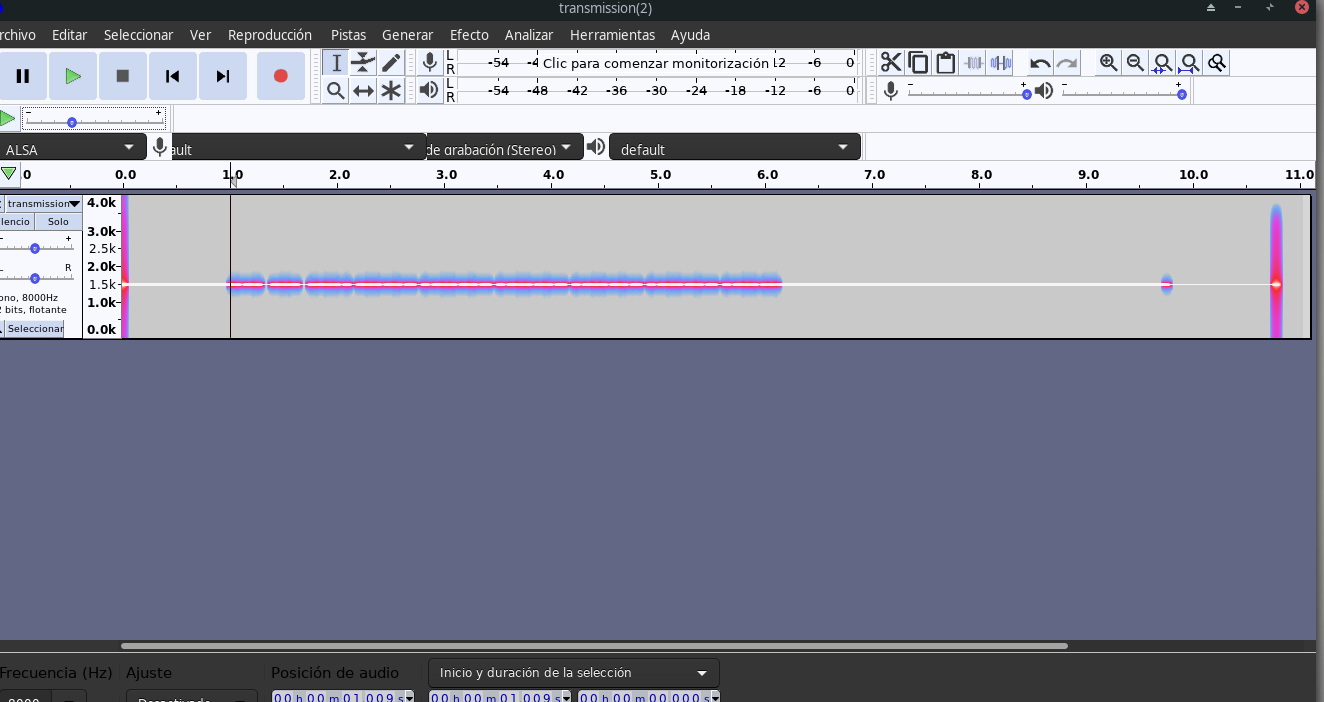 transmission(2)
rchivo Editar Seleccionar Ver Reproducción Pistas Generar Efecto Analizar Herramientas Ayuda
L R -54 -4 Clic para comenzar monitorización 12 -6 0
L R -54 -48 -42 -36 -30 -24 -18 -12 -6 0
- +
- +
- +
ALSA ault de grabación (Stereo) default
0 0.0 1.0 2.0 3.0 4.0 5.0 6.0 7.0 8.0 9.0 10.0 11.0
transmission
lencio Solo
- +
L R
ono, 8000Hz
2 bits, flotante
Seleccionar
4.0k
3.0k
2.5k
2.0k
1.5k
1.0k
0.0k
Frecuencia (Hz) Ajuste Posición de audio Inicio y duración de la selección
8000 Desactivado 00 h 00 m 01.009 s 00 h 00 m 01.009 s 00 h 00 m 00.000 s